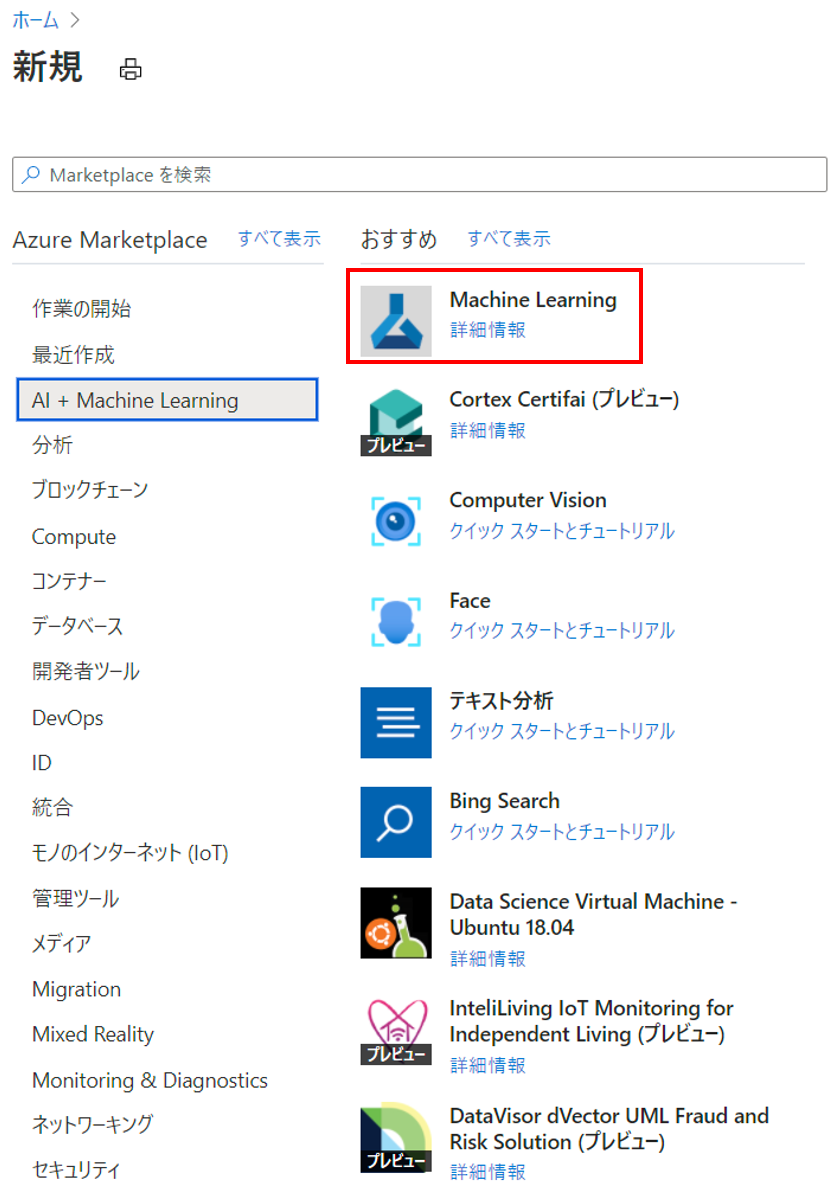 ホーム
新規
Marketplace を検索
Azure Marketplace すべて表示
作業の開始
最近作成
AI + Machine Learning
分析
ブロックチェーン
Compute
コンテナー
データベース
開発者ツール
DevOps
ID
統合
モノのインターネット (IoT)
管理ツール
メディア
Migration
Mixed Reality
Monitoring & Diagnostics
ネットワーキング
セキュリティ
おすすめ すべて表示
Machine Learning
詳細情報
Cortex Certifai (プレビュー)
プレビュー
詳細情報
Computer Vision
クイック スタートとチュートリアル
Face
クイック スタートとチュートリアル
テキスト分析
クイック スタートとチュートリアル
Bing Search
クイック スタートとチュートリアル
Data Science Virtual Machine -
Ubuntu 18.04
詳細情報
InteliLiving IoT Monitoring for
Independent Living (プレビュー)
プレビュー
詳細情報
DataVisor dVector UML Fraud and
Risk Solution (プレビュー)
プレビュー
詳細情報